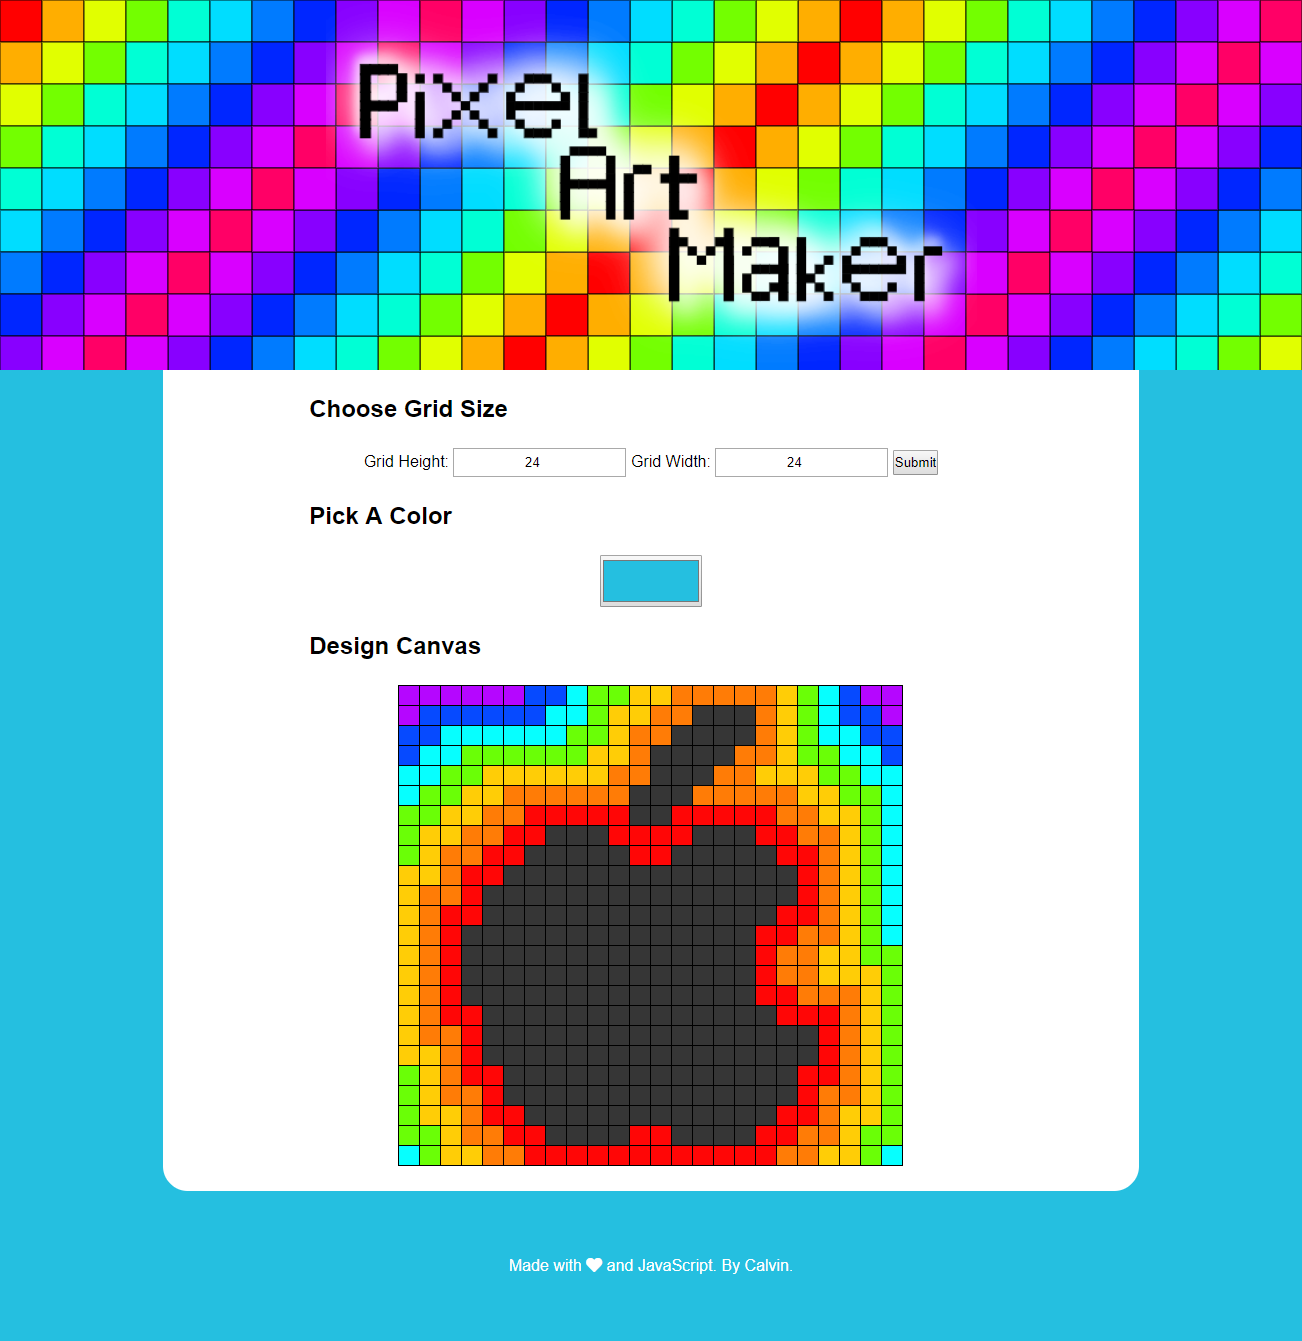 Pixel
Art
Maker
Choose Grid Size
Grid Height: 24 Grid Width: 24 Submit
Pick A Color
Design Canvas
Made with ♥ and JavaScript. By Calvin.